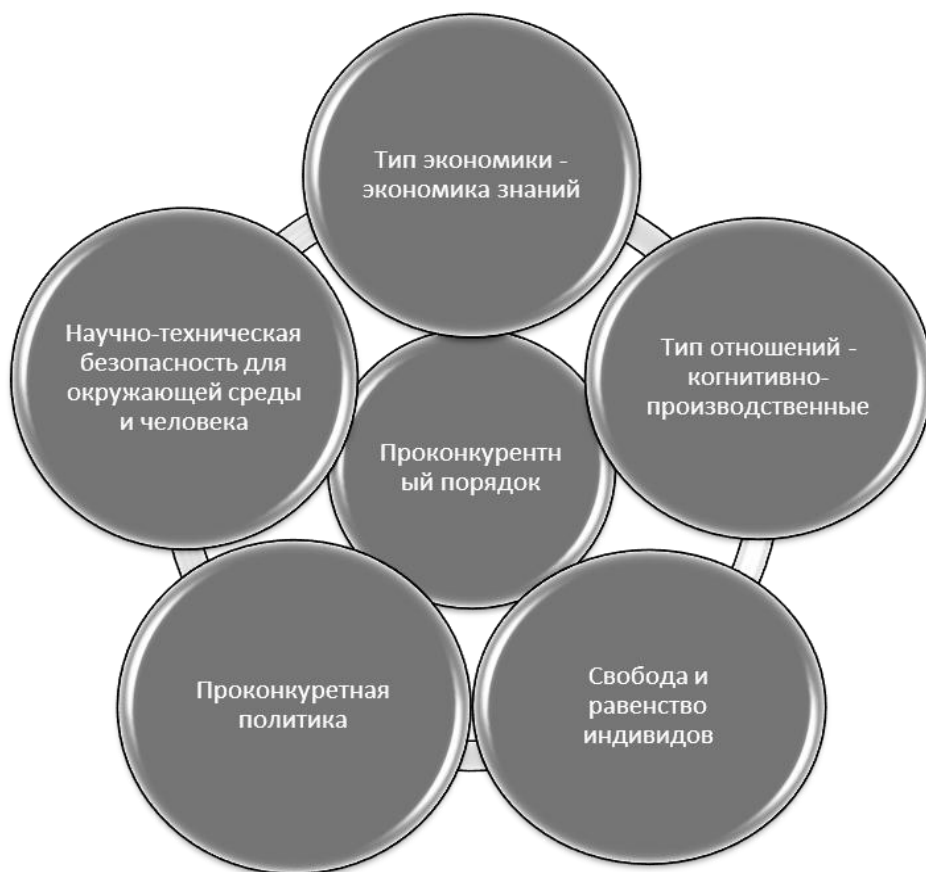 Тип экономики -
экономика знаний
Научно-техническая
безопасность для
окружающей среды
и человека
Тип отношений -
когнитивно-
производственные
Проконкурентн
ый порядок
Проконкуретная
политика
Свобода и
равенство
индивидов